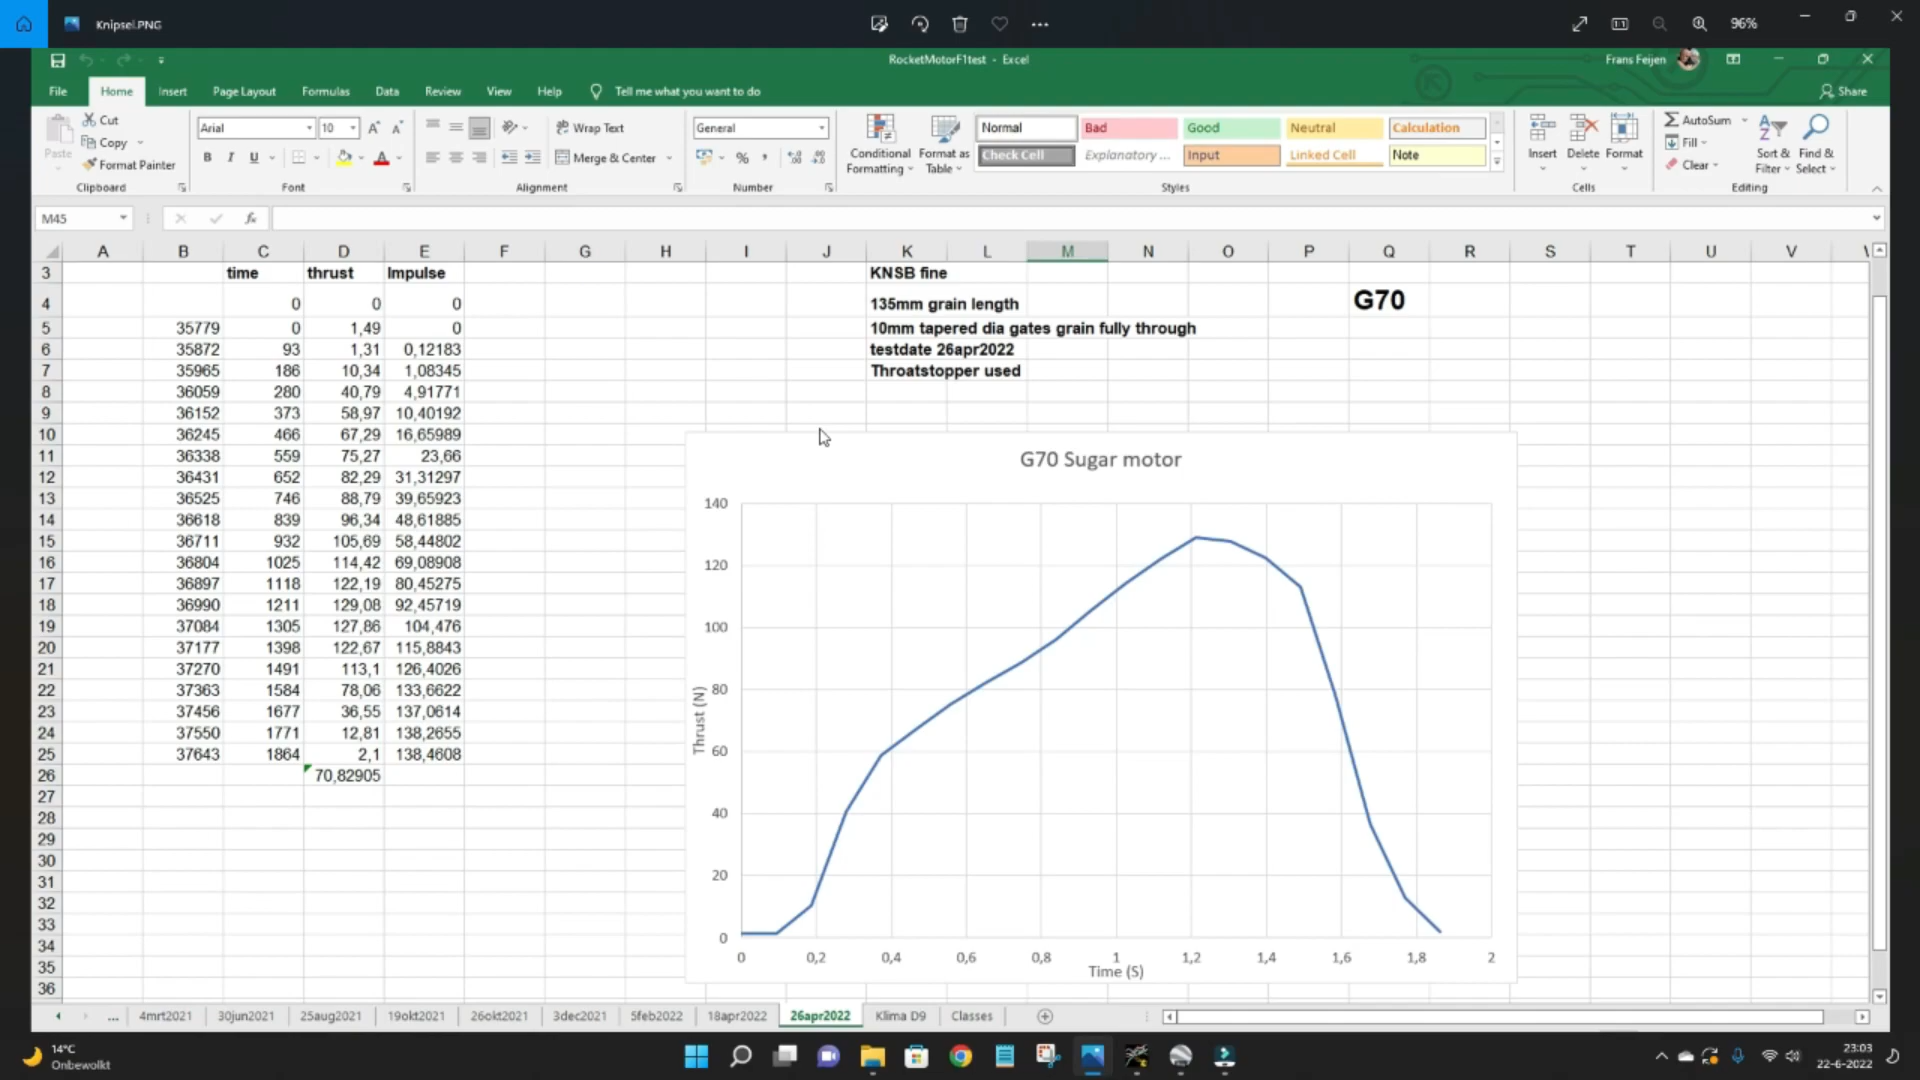 Knipsel.PNG
96%
RocketMotorF1test - Excel
Frans Feijen
File Home Insert Page Layout Formulas Data Review View Help Tell me what you want to do
Share
Paste
Cut
Copy
Format Painter
Clipboard
Arial 10
B I U
Font
Wrap Text
Merge & Center
Alignment
General
%
Number
Conditional Formatting
Format as Table
Normal Bad Good Neutral Calculation
Check Cell Explanatory ... Input Linked Cell Note
Styles
Insert Delete Format
Cells
AutoSum
Fill
Clear
Sort & Filter
Find & Select
Editing
M45
fx
A B C D E F G H I J K L M N O P Q R S T U V
3 time thrust Impulse KNSB fine
4 0 0 0 135mm grain length G70
5 35779 0 1,49 0 10mm tapered dia gates grain fully through
6 35872 93 1,31 0,12183 testdate 26apr2022
7 35965 186 10,34 1,08345 Throatstopper used
8 36059 280 40,79 4,91771
9 36152 373 58,97 10,40192
10 36245 466 67,29 16,65989
11 36338 559 75,27 23,66
12 36431 652 82,29 31,31297
13 36525 746 88,79 39,65923
14 36618 839 96,34 48,61885
15 36711 932 105,69 58,44802
16 36804 1025 114,42 69,08908
17 36897 1118 122,19 80,45275
18 36990 1211 129,08 92,45719
19 37084 1305 127,86 104,476
20 37177 1398 122,67 115,8843
21 37270 1491 113,1 126,4026
22 37363 1584 78,06 133,6622
23 37456 1677 36,55 137,0614
24 37550 1771 12,81 138,2655
25 37643 1864 2,1 138,4608
26 70,82905
27
28
29
30
31
32
33
34
35
36
G70 Sugar motor
140
120
100
80
60
40
20
0
Thrust (N)
0 0,2 0,4 0,6 0,8 1 1,2 1,4 1,6 1,8 2
Time (S)
... 4mrt2021 30jun2021 25aug2021 19okt2021 26okt2021 3dec2021 5feb2022 18apr2022 26apr2022 Klima D9 Classes
14°C
Onbewolkt
23:03
22-6-2022